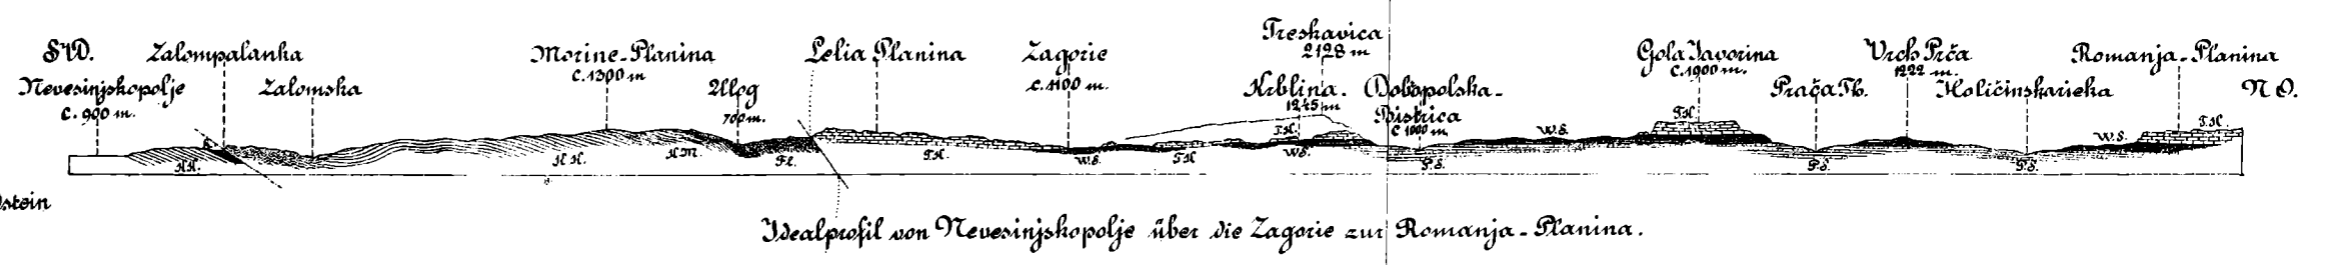 SW. Zalompalanka Morine-Planina Lelia Planina Zagorie Treskavica Gola Javorina Vrch Prča Romanja-Planina
c. 1300 m 2128 m c. 1900 m. 1222 m.
Nevesinjskopolje Zalomska Ulog c. 1100 m. Krblina. Dobropolska- Prača Th. Holičinskarieka N O.
c. 900 m. 700 m. 1245 m Bistrica
c 1000 m.
K.K. K.K. K.M. Fl. T.K. W.S. T.K. T.K. W.S. P.S. W.S. T.K. P.S. P.S. W.S. T.K.
stein
Idealprofil von Nevesinjskopolje über die Zagorie zur Romanja-Planina.